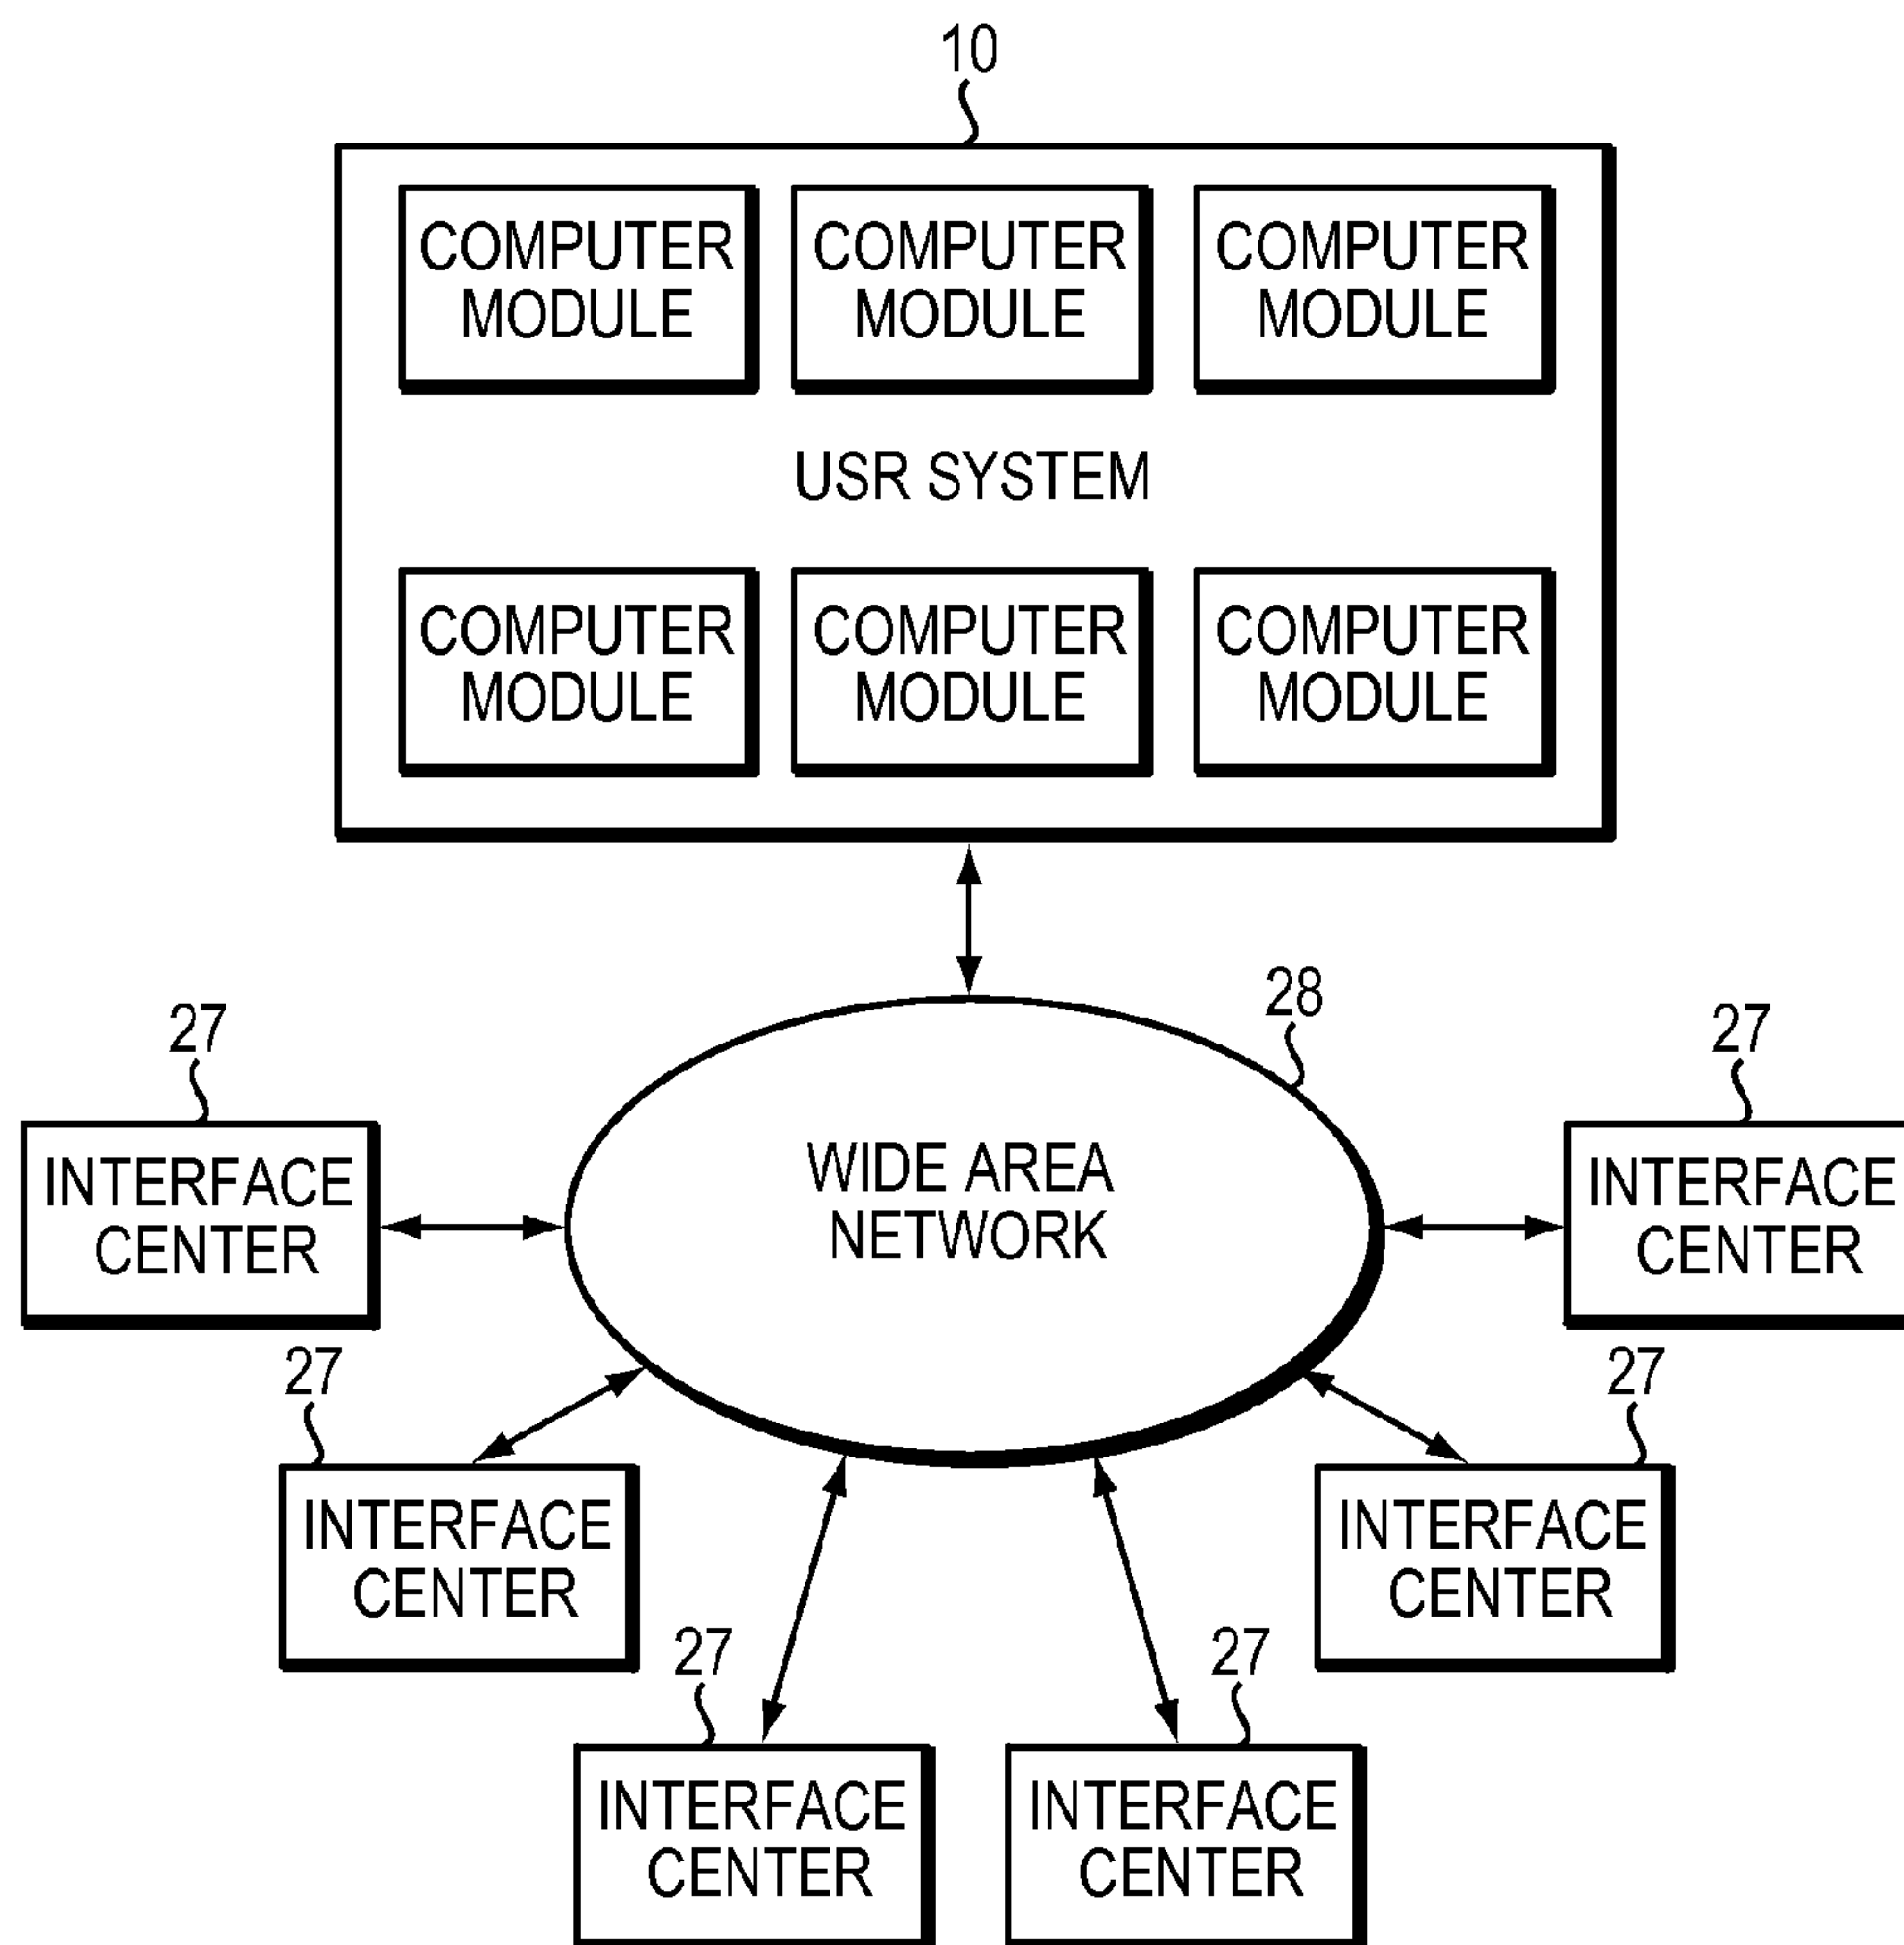 10
COMPUTER
MODULE
COMPUTER
MODULE
COMPUTER
MODULE
USR SYSTEM
COMPUTER
MODULE
COMPUTER
MODULE
COMPUTER
MODULE
28
WIDE AREA
NETWORK
27
INTERFACE
CENTER
27
INTERFACE
CENTER
27
INTERFACE
CENTER
27
INTERFACE
CENTER
27
INTERFACE
CENTER
27
INTERFACE
CENTER